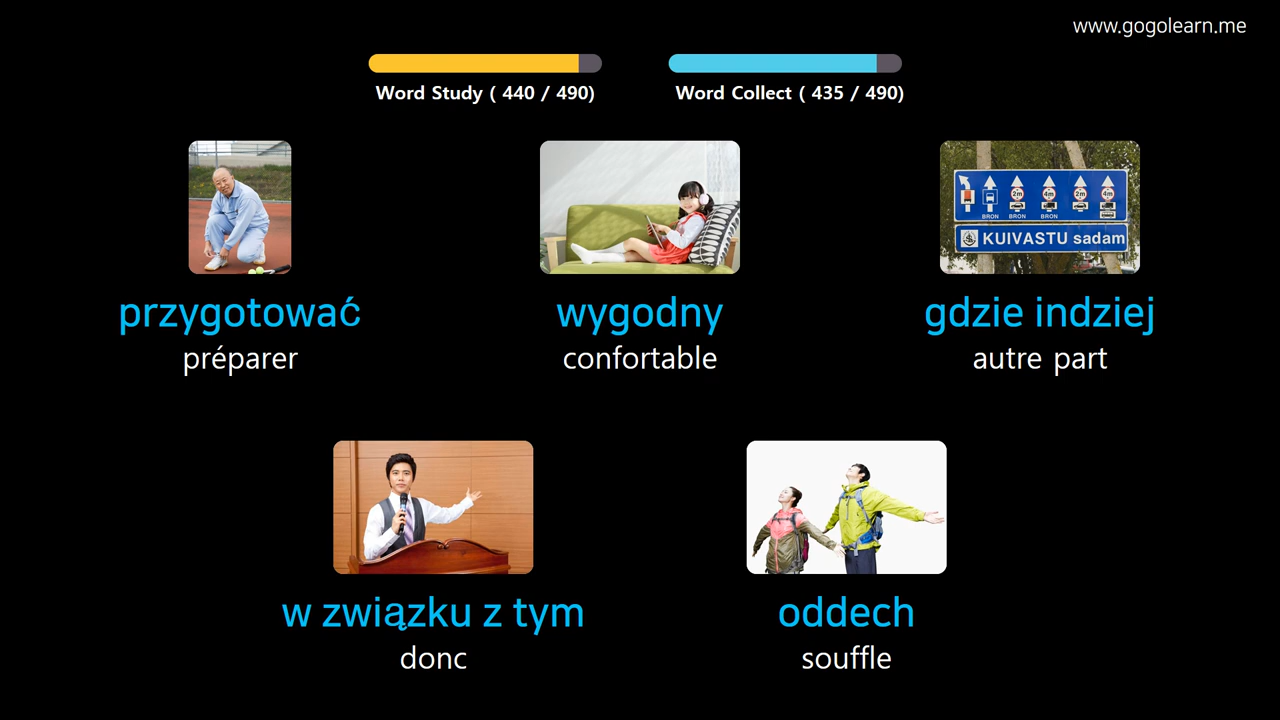 www.gogolearn.me
Word Study ( 440 / 490)
Word Collect ( 435 / 490)
2m
4m
2m
4m
BRON
BRON
BRON
KUIVASTU sadam
przygotować
wygodny
gdzie indziej
préparer
confortable
autre part
w związku z tym
oddech
donc
souffle